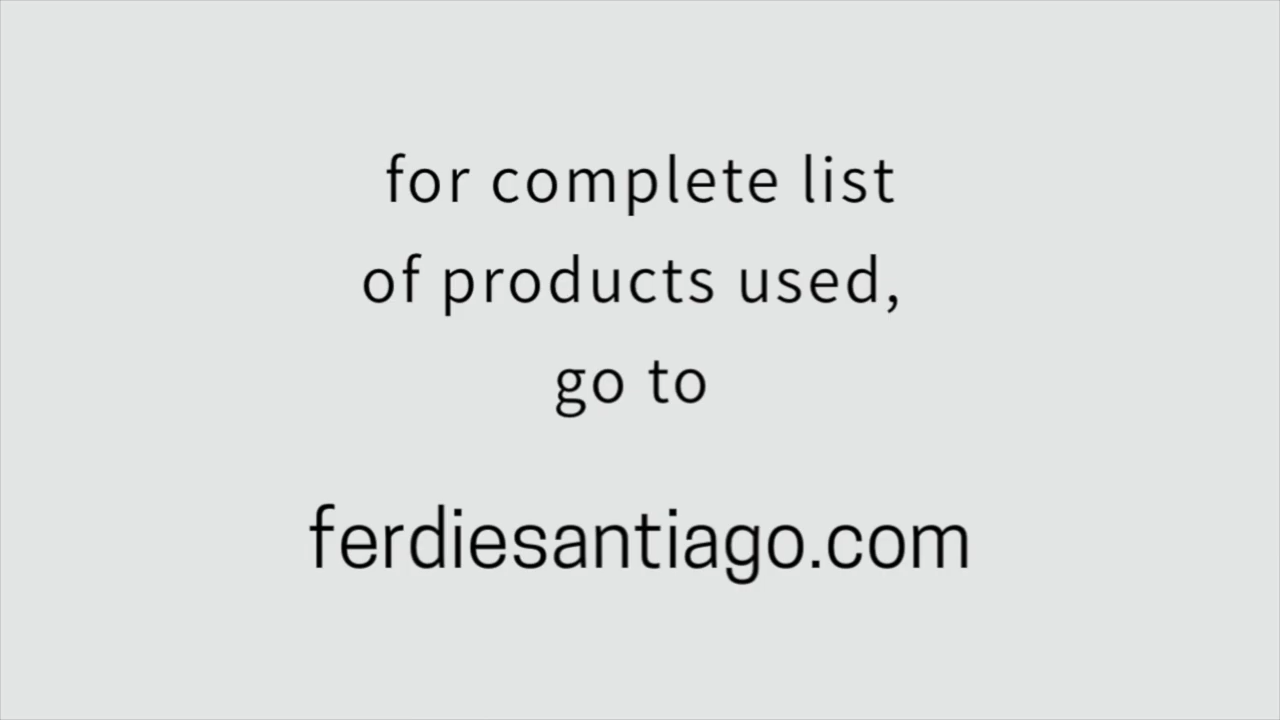 for complete list
of products used,
go to
ferdiesantiago.com